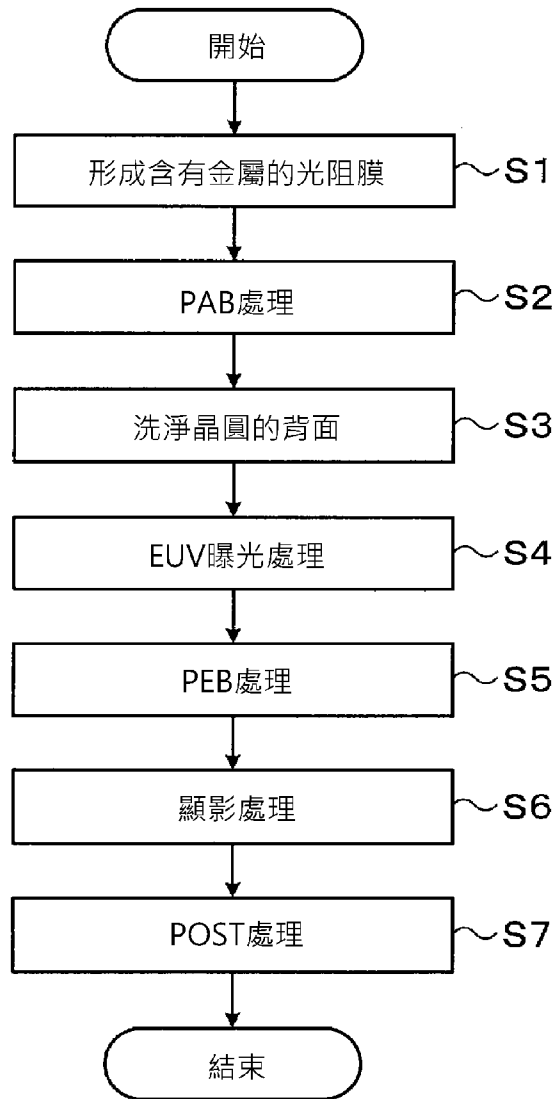 開始
形成含有金屬的光阻膜 S1
PAB處理 S2
洗淨晶圓的背面 S3
EUV曝光處理 S4
PEB處理 S5
顯影處理 S6
POST處理 S7
結束